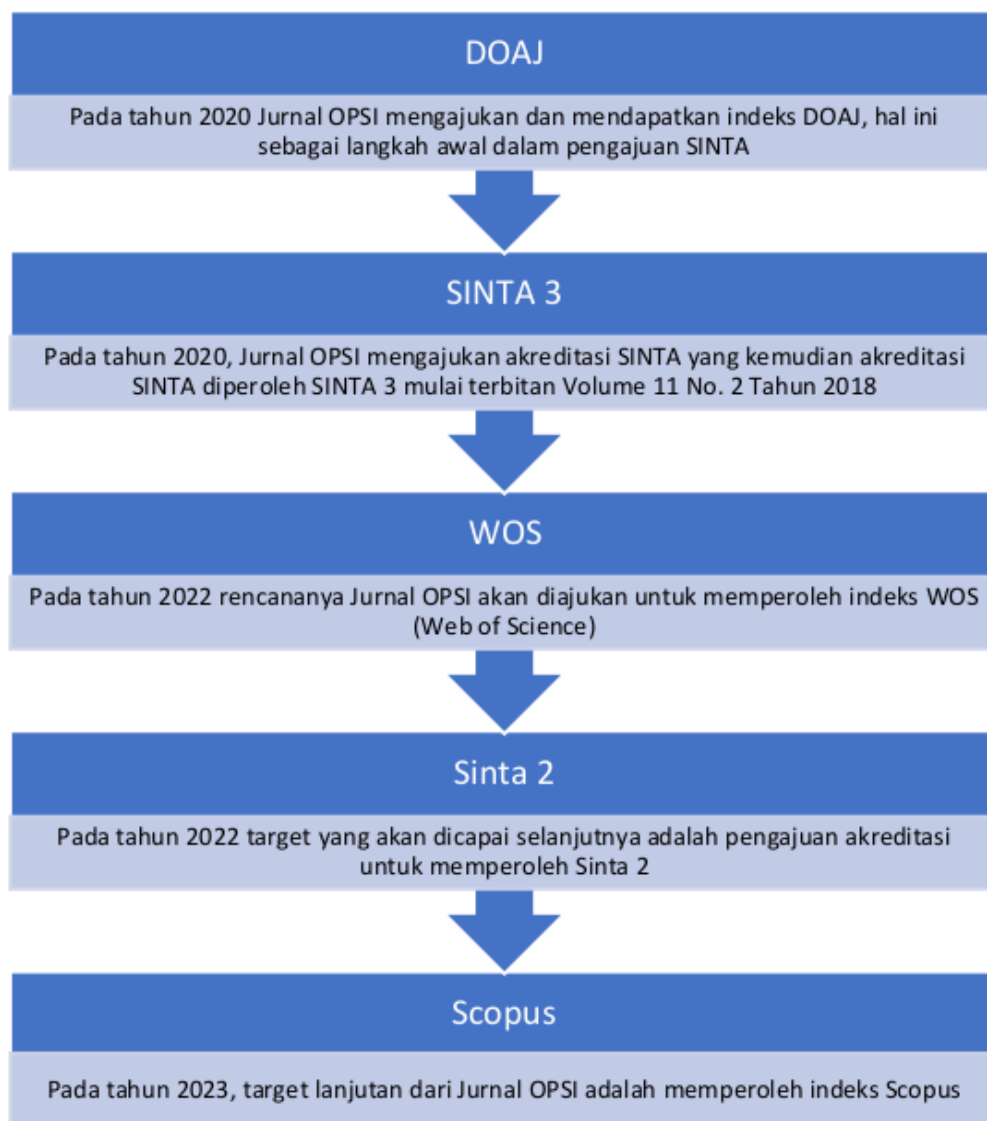 DOAJ
Pada tahun 2020 Jurnal OPSI mengajukan dan mendapatkan indeks DOAJ, hal ini
sebagai langkah awal dalam pengajuan SINTA
SINTA 3
Pada tahun 2020, Jurnal OPSI mengajukan akreditasi SINTA yang kemudian akreditasi
SINTA diperoleh SINTA 3 mulai terbitan Volume 11 No. 2 Tahun 2018
WOS
Pada tahun 2022 rencananya Jurnal OPSI akan diajukan untuk memperoleh indeks WOS
(Web of Science)
Sinta 2
Pada tahun 2022 target yang akan dicapai selanjutnya adalah pengajuan akreditasi
untuk memperoleh Sinta 2
Scopus
Pada tahun 2023, target lanjutan dari Jurnal OPSI adalah memperoleh indeks Scopus